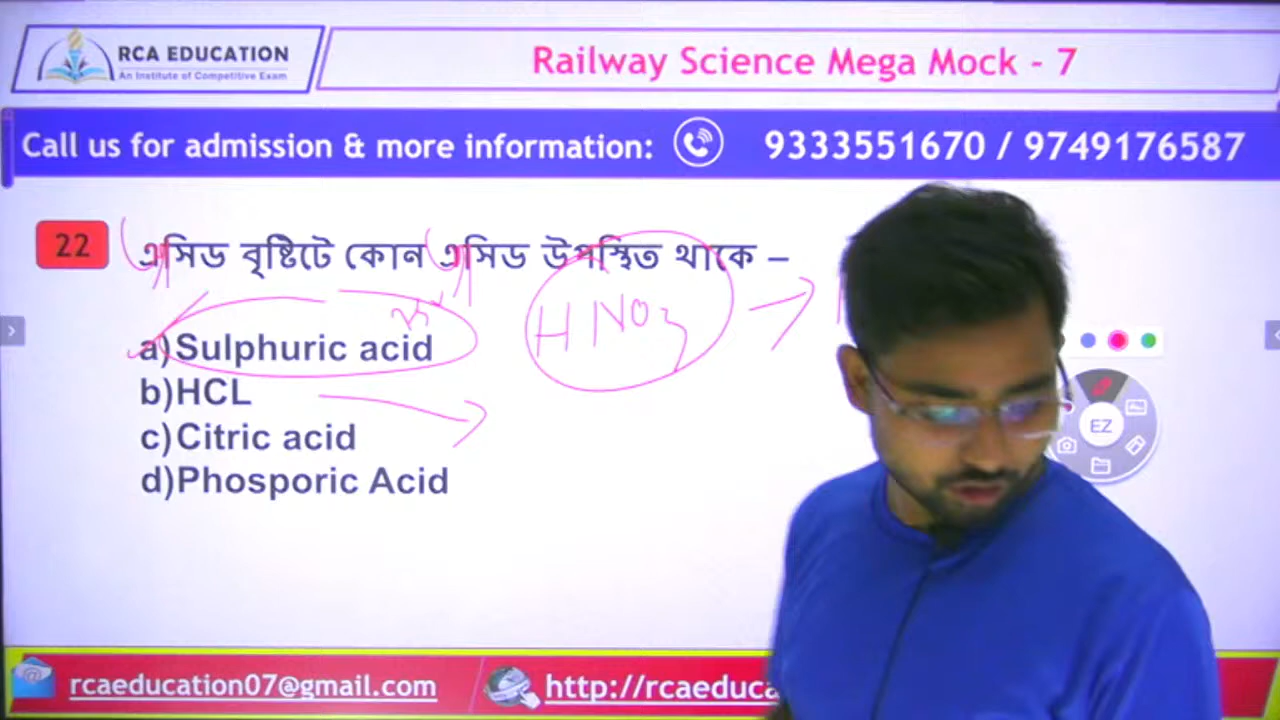 RCA EDUCATION
An Institute of Competitive Exam
Railway Science Mega Mock - 7
Call us for admission & more information: 9333551670 / 9749176587
22 এসিড বৃষ্টিটে কোন এসিড উপস্থিত থাকে –
HNO3
a)Sulphuric acid
b)HCL
c)Citric acid
d)Phosporic Acid
EZ
rcaeducation07@gmail.com
http://rcaeduca